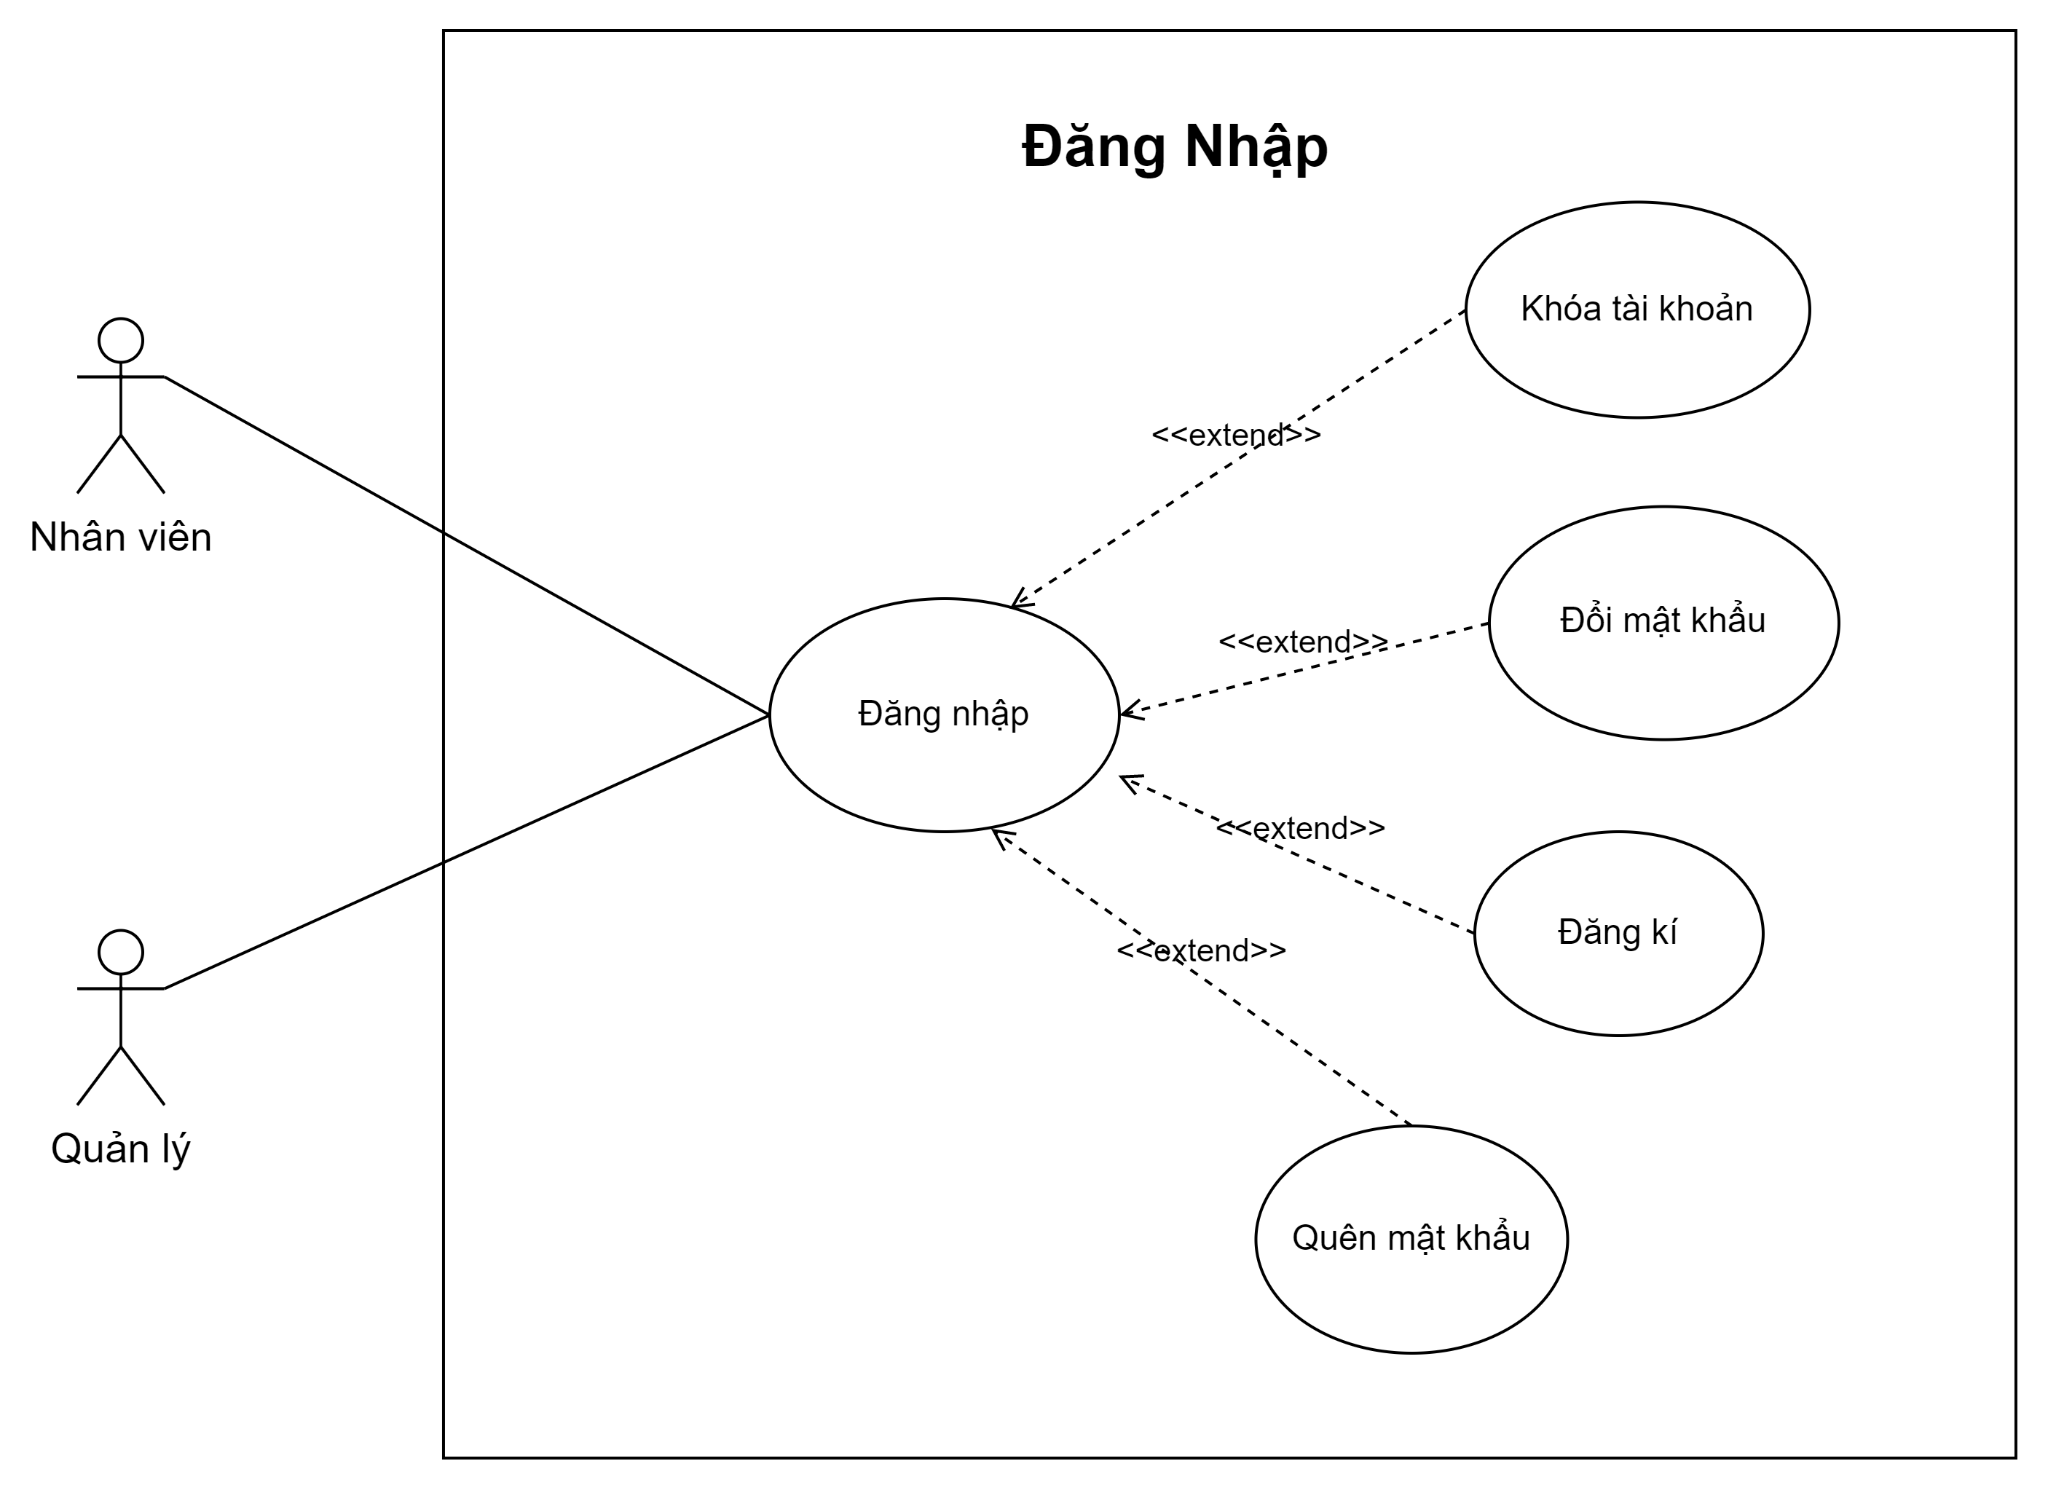 Đăng Nhập
Khóa tài khoản
<<extend>>
Nhân viên
Đổi mật khẩu
<<extend>>
Đăng nhập
<<extend>>
Đăng kí
<<extend>>
Quản lý
Quên mật khẩu